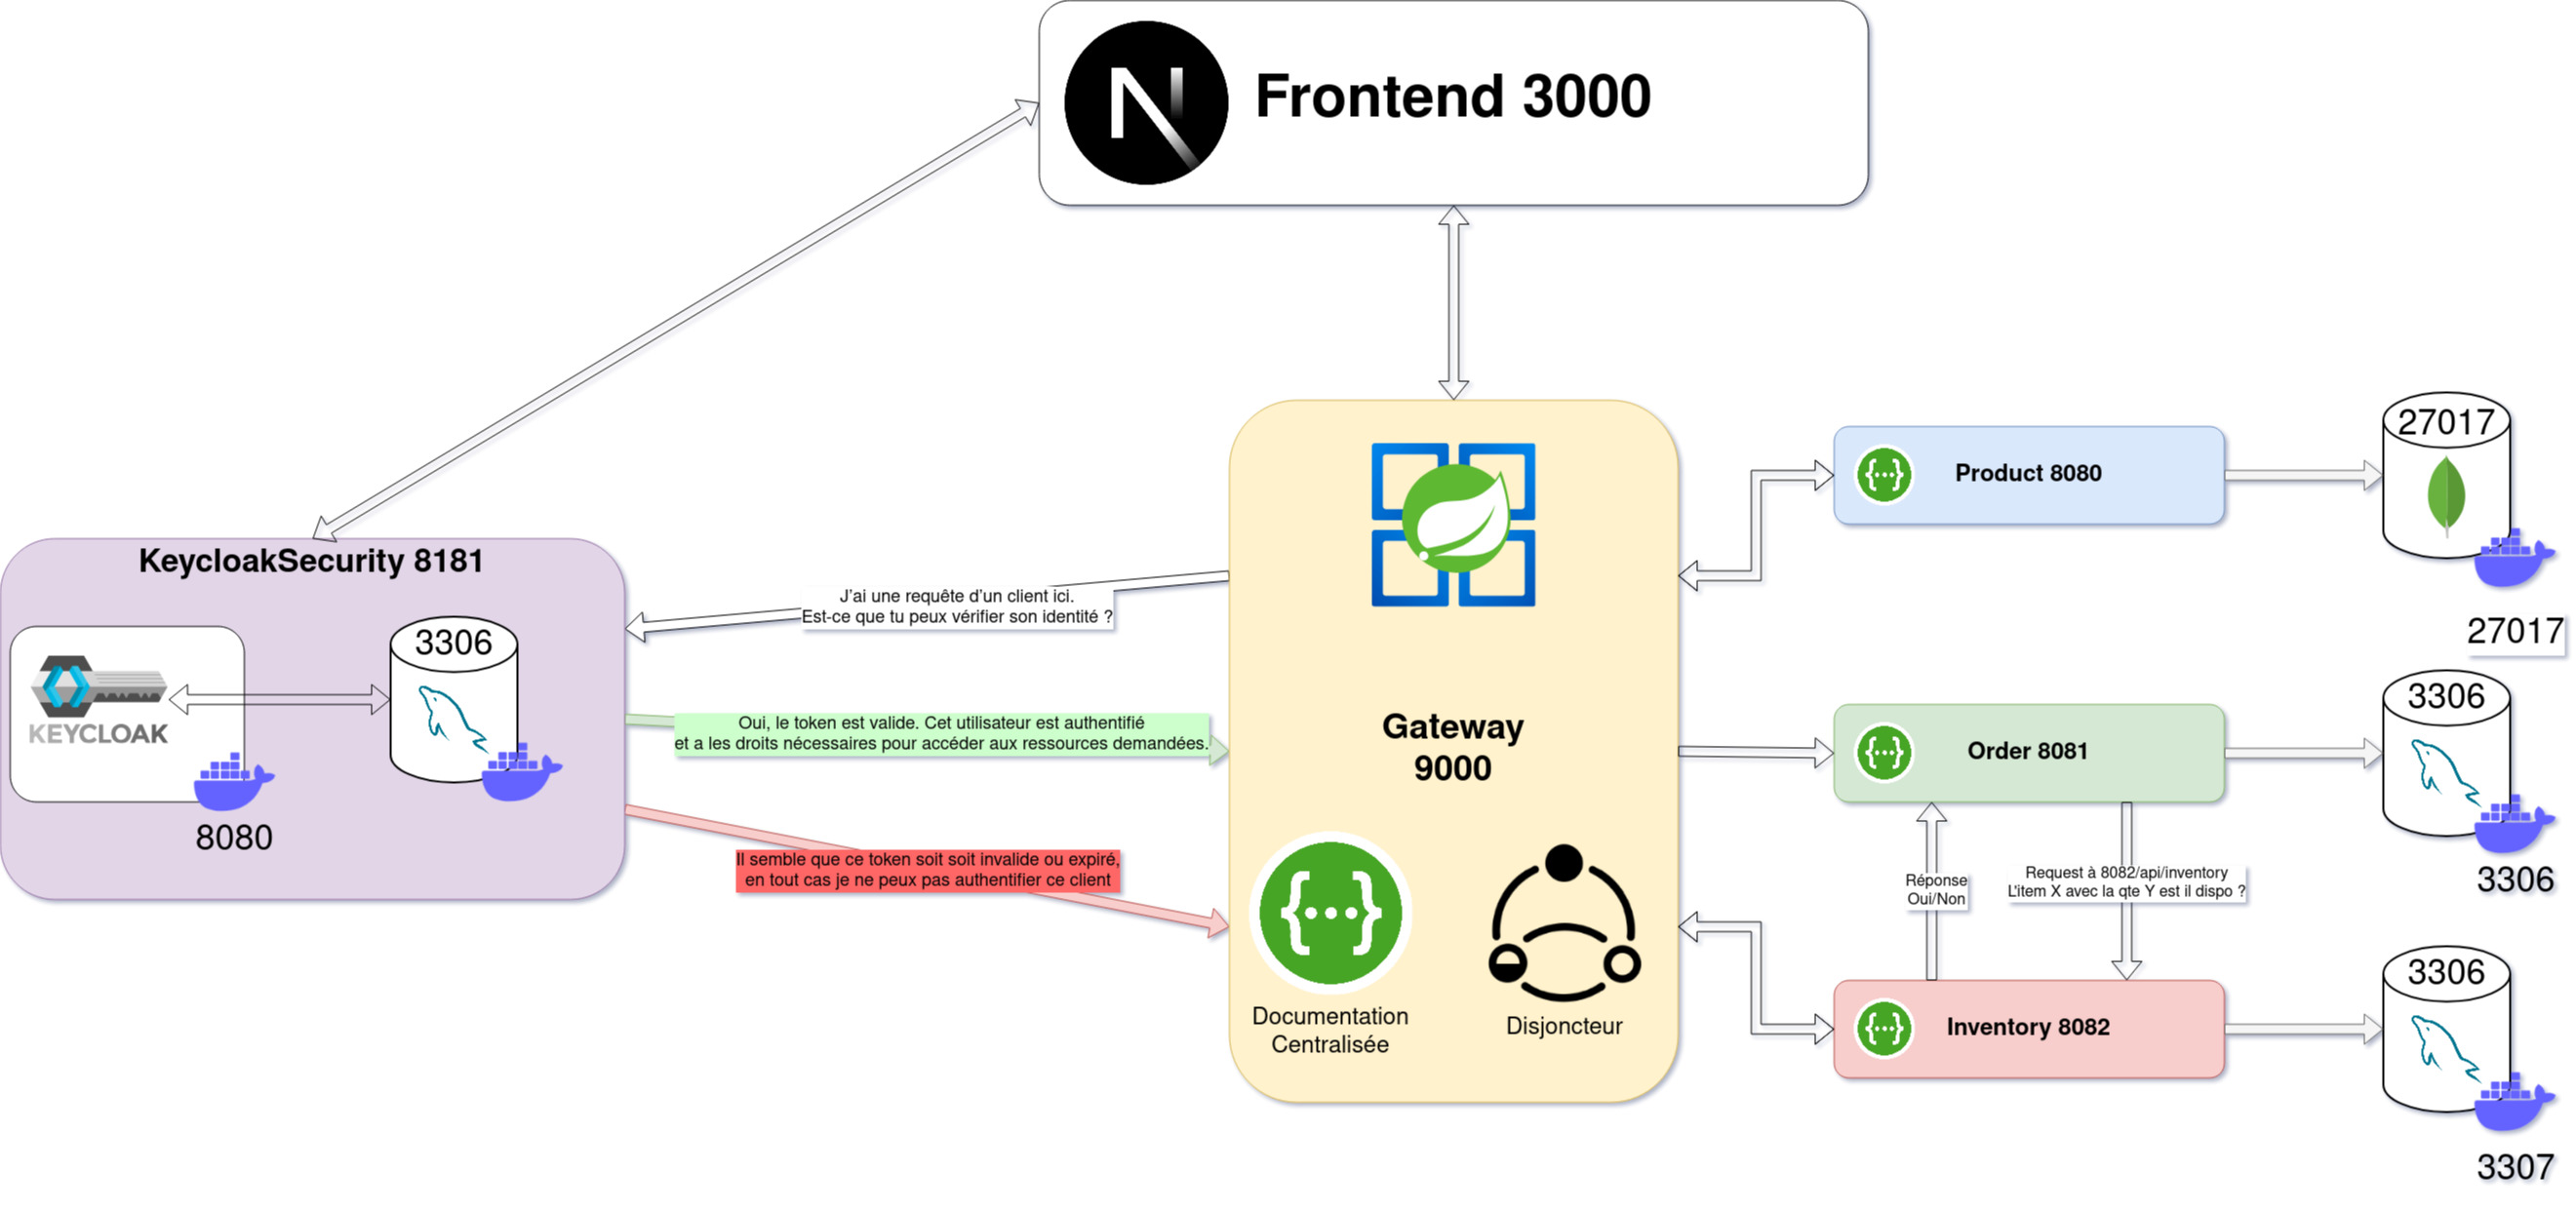 Frontend 3000
KeycloakSecurity 8181
KEYCLOAK
3306
8080
J'ai une requête d'un client ici.
Est-ce que tu peux vérifier son identité ?
Oui, le token est valide. Cet utilisateur est authentifié
et a les droits nécessaires pour accéder aux ressources demandées.
Il semble que ce token soit soit invalide ou expiré,
en tout cas je ne peux pas authentifier ce client
Gateway
9000
{···}
Documentation
Centralisée
Disjoncteur
{···}
Product 8080
27017
27017
{···}
Order 8081
3306
3306
Réponse
Oui/Non
Request à 8082/api/inventory
L'item X avec la qte Y est il dispo ?
{···}
Inventory 8082
3306
3307